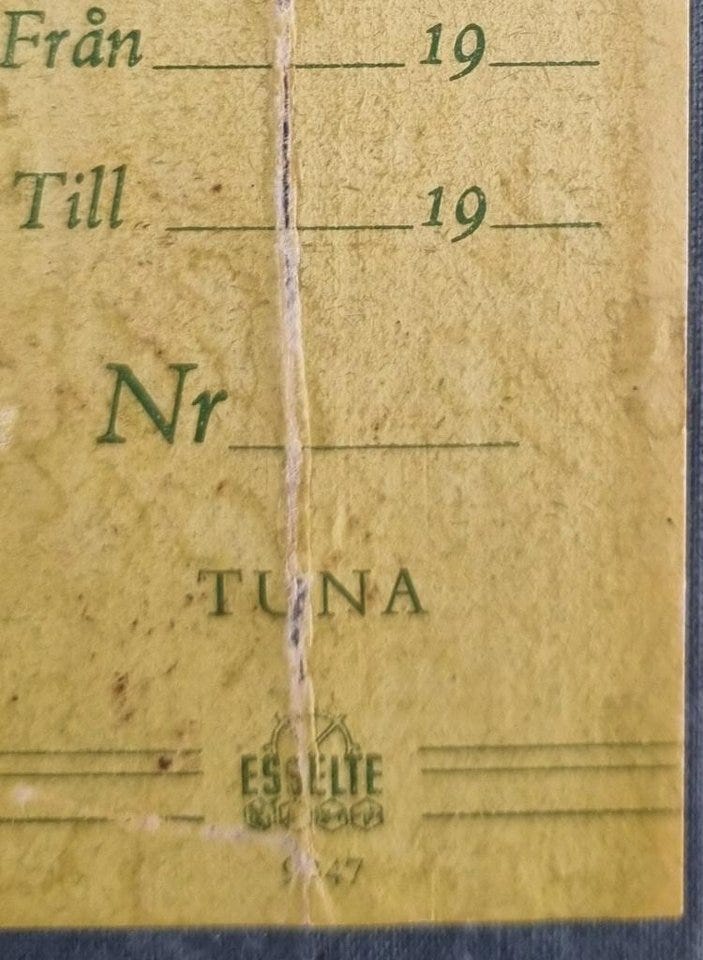 Från 19
Till 19
Nr
TUNA
ESSELTE